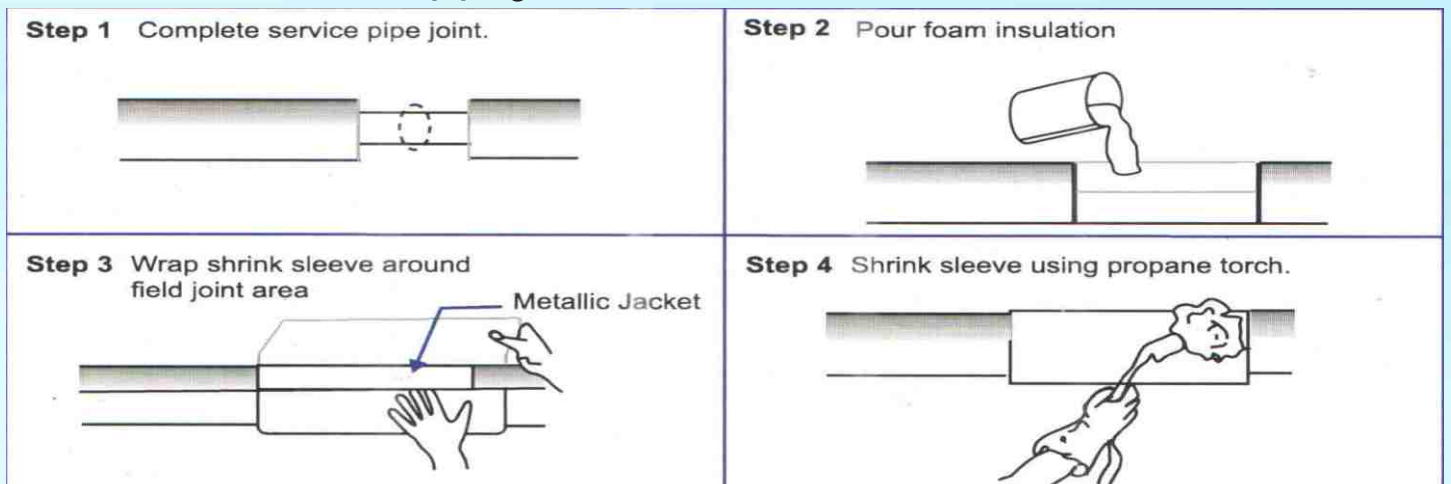 Step 1 Complete service pipe joint.
Step 2 Pour foam insulation
Step 3 Wrap shrink sleeve around
field joint area
Metallic Jacket
Step 4 Shrink sleeve using propane torch.